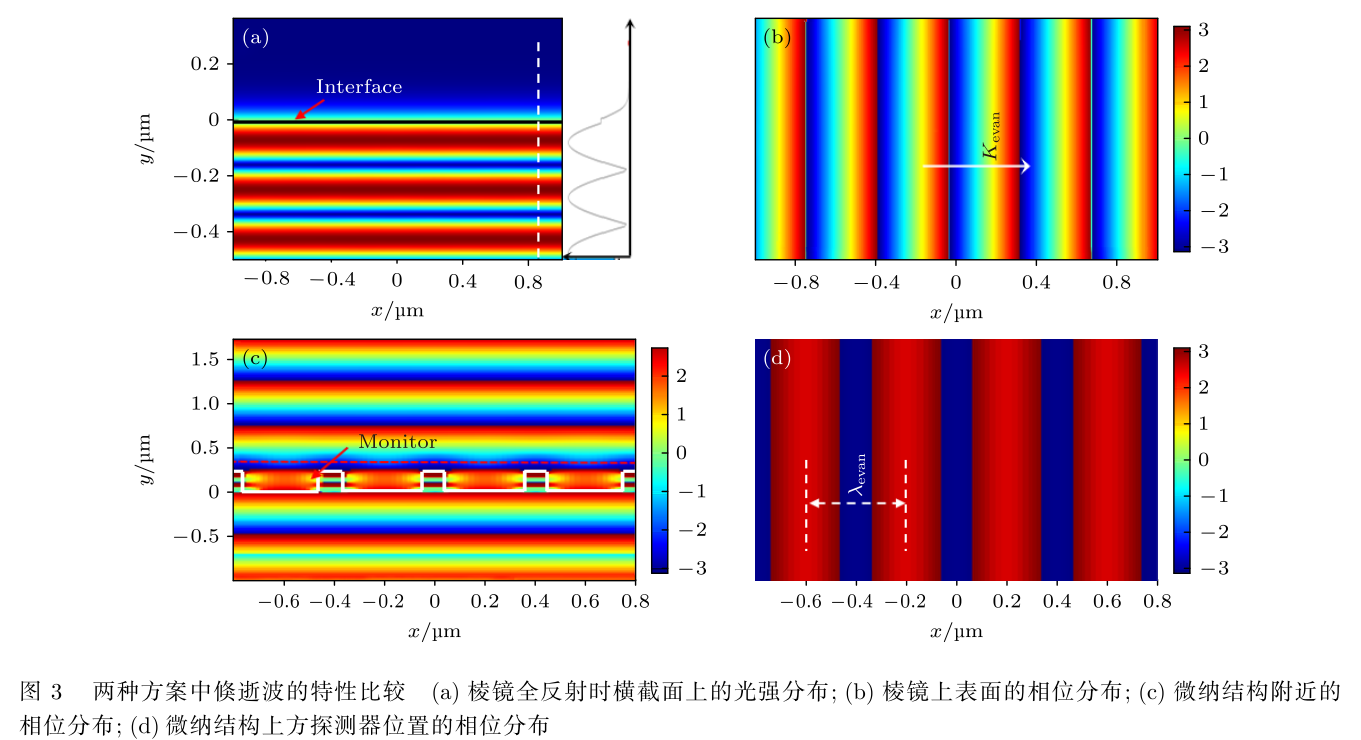 (a)
Interface
0.2
0
−0.2
−0.4
y/μm
−0.8 −0.4 0 0.4 0.8
x/μm
(b)
K_evan
3
2
1
0
−1
−2
−3
−0.8 −0.4 0 0.4 0.8
x/μm
(c)
Monitor
1.5
1.0
0.5
0
−0.5
y/μm
2
1
0
−1
−2
−3
−0.6 −0.4 −0.2 0 0.2 0.4 0.6 0.8
x/μm
(d)
λ_evan
3
2
1
0
−1
−2
−3
−0.6 −0.4 −0.2 0 0.2 0.4 0.6 0.8
x/μm
图 3 两种方案中倏逝波的特性比较 (a) 棱镜全反射时横截面上的光强分布; (b) 棱镜上表面的相位分布; (c) 微纳结构附近的
相位分布; (d) 微纳结构上方探测器位置的相位分布